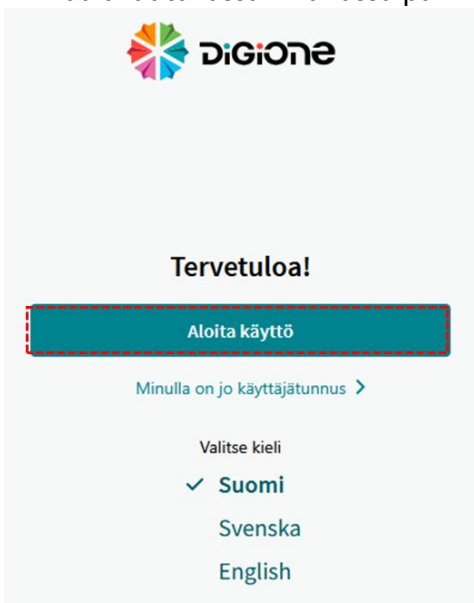 DIGIONE
Tervetuloa!
Aloita käyttö
Minulla on jo käyttäjätunnus
Valitse kieli
Suomi
Svenska
English